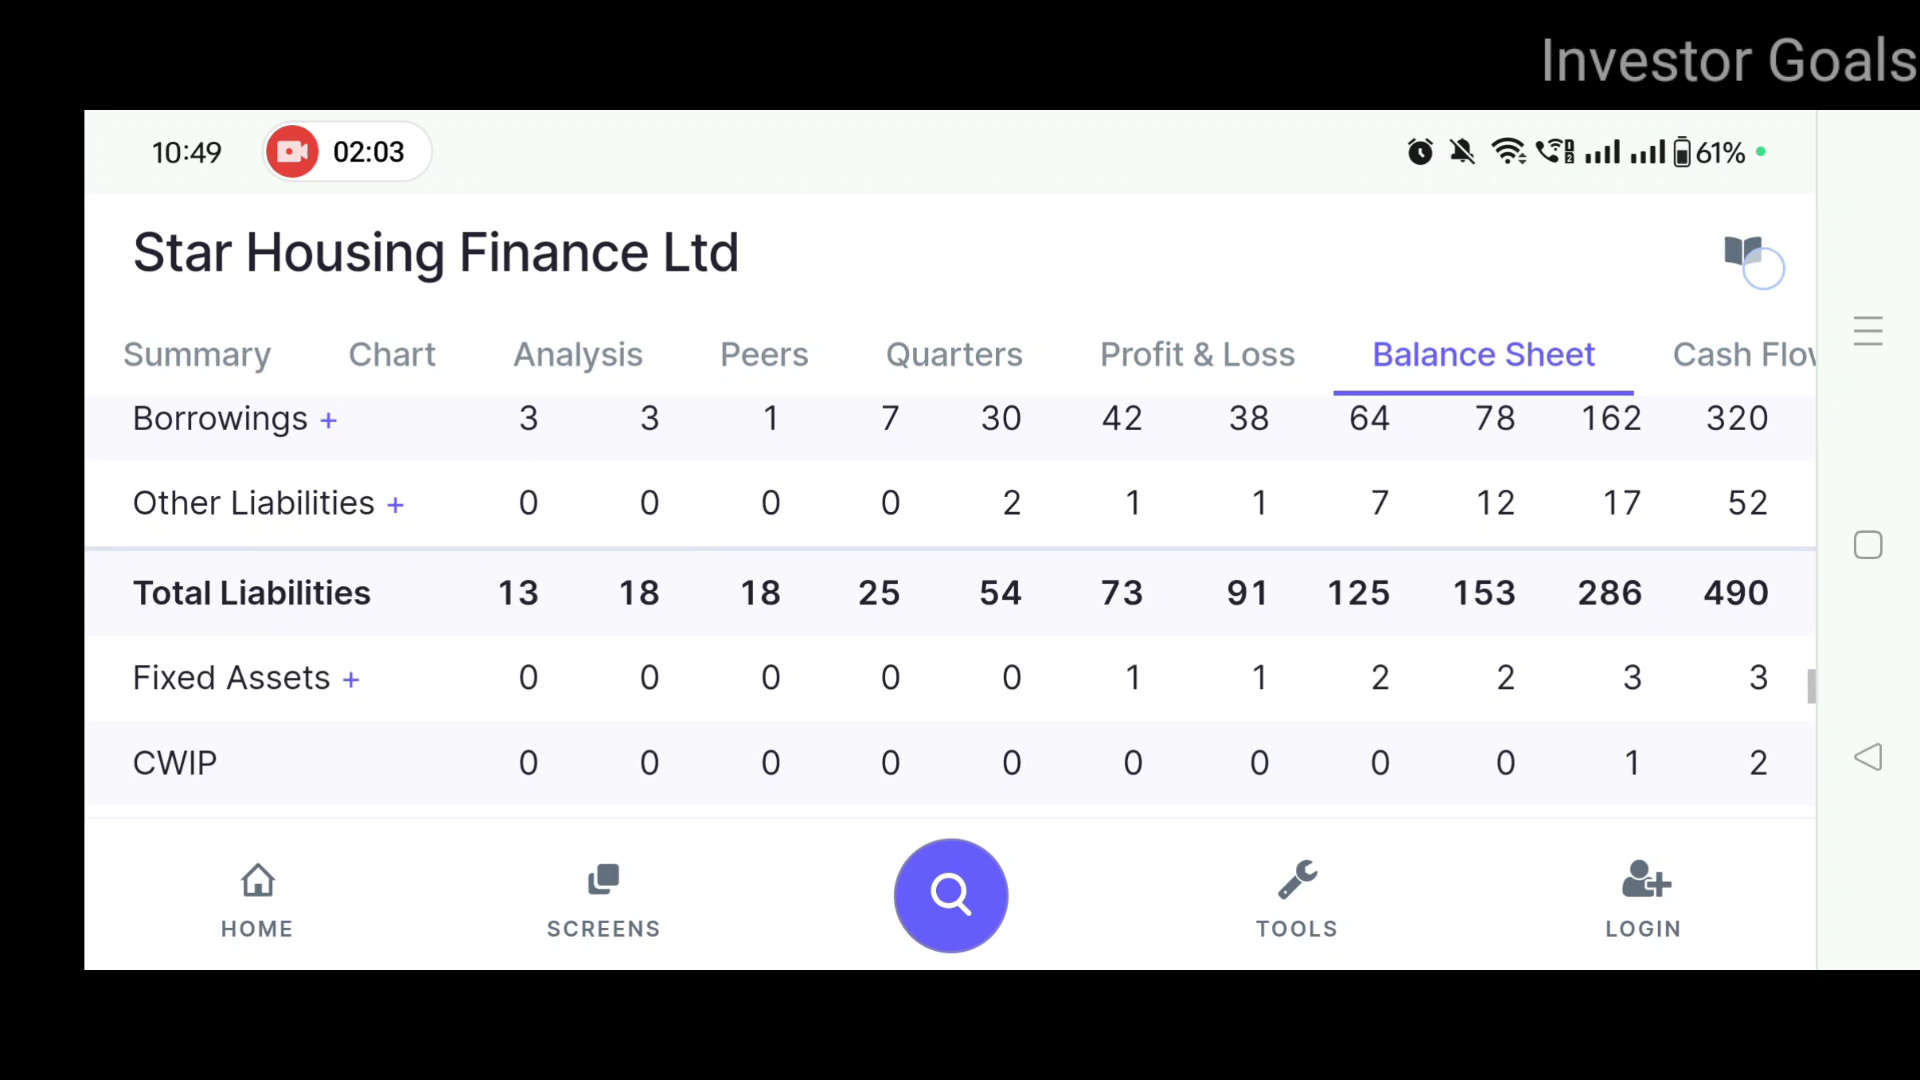 Investor Goals
10:49 02:03 61%
Star Housing Finance Ltd
Summary Chart Analysis Peers Quarters Profit & Loss Balance Sheet Cash Flow
Borrowings + 3 3 1 7 30 42 38 64 78 162 320
Other Liabilities + 0 0 0 0 2 1 1 7 12 17 52
Total Liabilities 13 18 18 25 54 73 91 125 153 286 490
Fixed Assets + 0 0 0 0 0 1 1 2 2 3 3
CWIP 0 0 0 0 0 0 0 0 0 1 2
HOME SCREENS TOOLS LOGIN